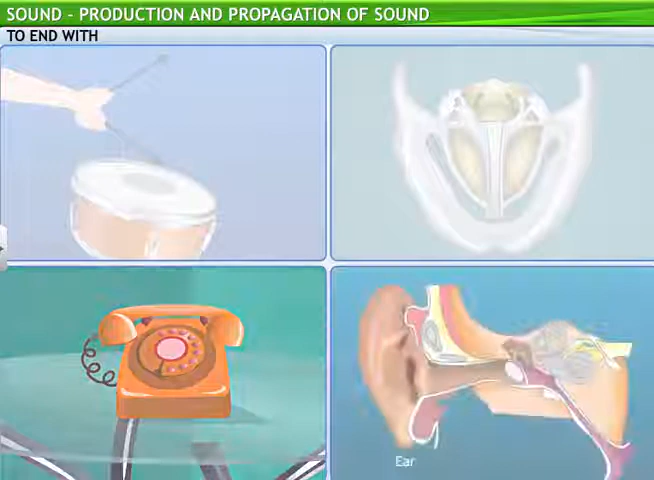 SOUND - PRODUCTION AND PROPAGATION OF SOUND
TO END WITH
Ear